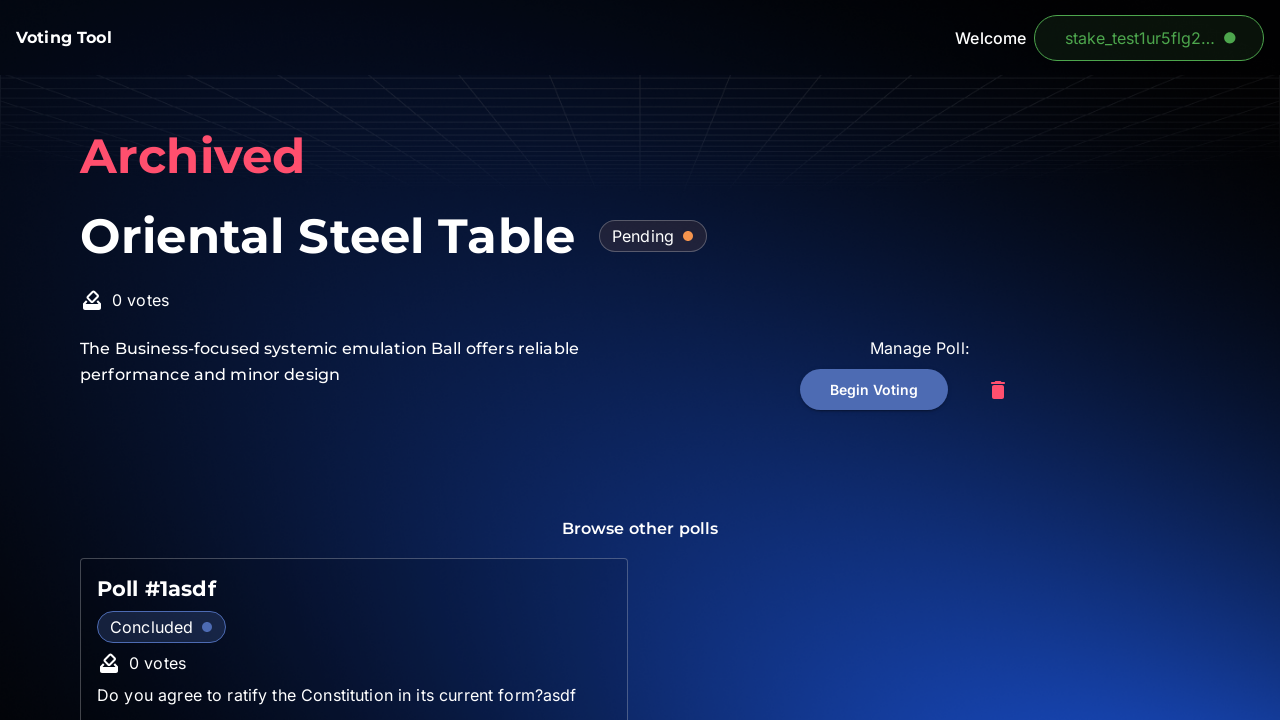 Voting Tool
Welcome
stake_test1ur5flg2...
Archived
Oriental Steel Table
Pending
0 votes
The Business-focused systemic emulation Ball offers reliable
performance and minor design
Manage Poll:
Begin Voting
Browse other polls
Poll #1asdf
Concluded
0 votes
Do you agree to ratify the Constitution in its current form?asdf